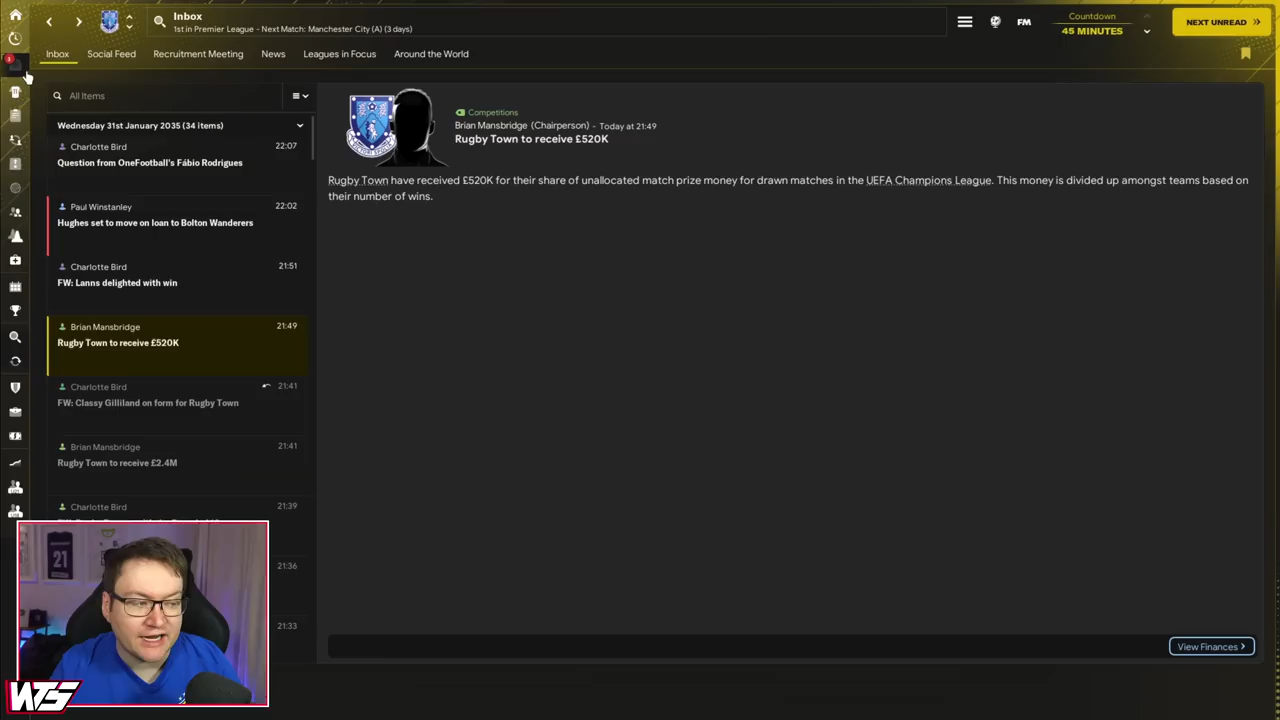 Inbox
1st in Premier League - Next Match: Manchester City (A) (3 days)
FM
Countdown
45 MINUTES
NEXT UNREAD
3
Inbox
Social Feed
Recruitment Meeting
News
Leagues in Focus
Around the World
All Items
Wednesday 31st January 2035 (34 items)
Charlotte Bird
22:07
Question from OneFootball's Fábio Rodrigues
Paul Winstanley
22:02
Hughes set to move on loan to Bolton Wanderers
Charlotte Bird
21:51
FW: Lanns delighted with win
Brian Mansbridge
21:49
Rugby Town to receive £520K
Charlotte Bird
21:41
FW: Classy Gilliland on form for Rugby Town
Brian Mansbridge
21:41
Rugby Town to receive £2.4M
Charlotte Bird
21:39
21:36
21:33
Competitions
Brian Mansbridge (Chairperson) - Today at 21:49
Rugby Town to receive £520K
Rugby Town have received £520K for their share of unallocated match prize money for drawn matches in the UEFA Champions League. This money is divided up amongst teams based on
their number of wins.
View Finances
21
WTS